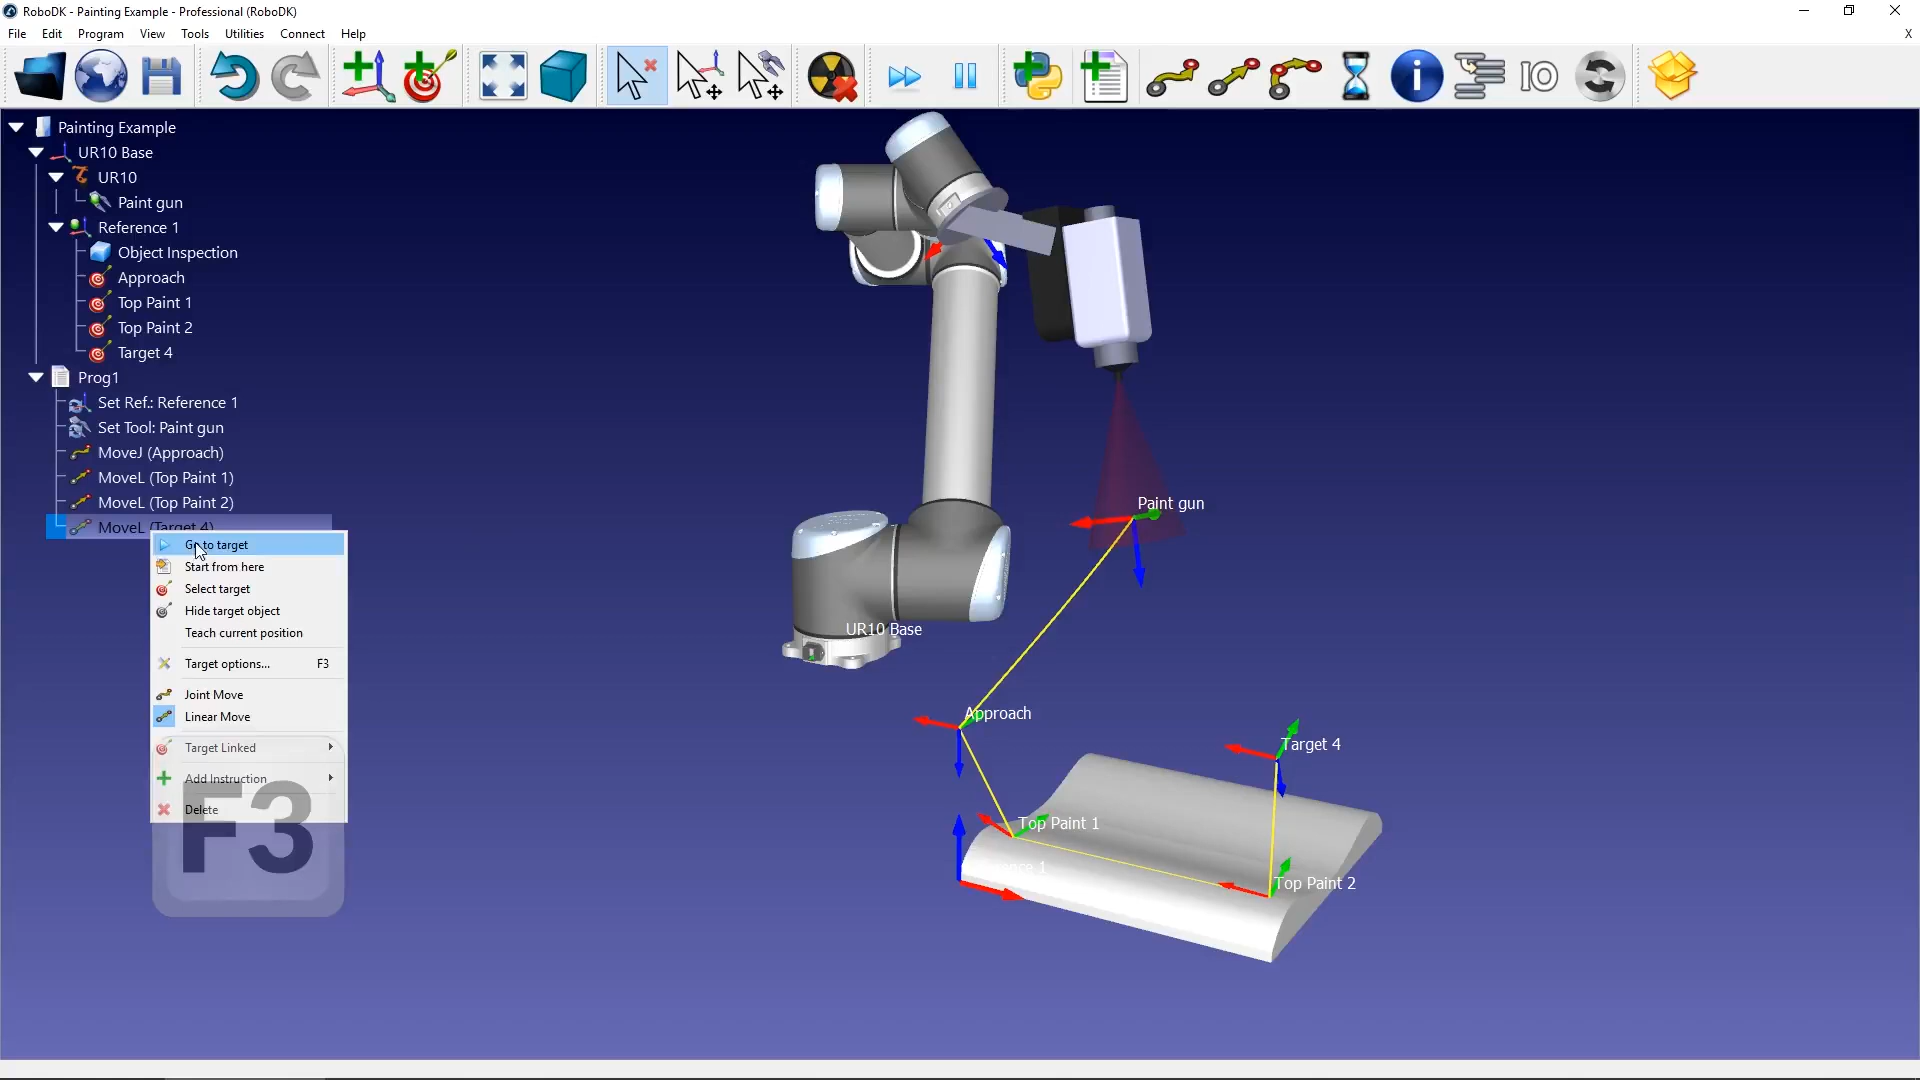 RoboDK - Painting Example - Professional (RoboDK)
File Edit Program View Tools Utilities Connect Help X
i IO
Painting Example
UR10 Base
UR10
Paint gun
Reference 1
Object Inspection
Approach
Top Paint 1
Top Paint 2
Target 4
Prog1
Set Ref.: Reference 1
Set Tool: Paint gun
MoveJ (Approach)
MoveL (Top Paint 1)
MoveL (Top Paint 2)
MoveL (Target 4)
Go to target
Start from here
Select target
Hide target object
Teach current position
Target options... F3
Joint Move
Linear Move
Target Linked
Add Instruction
Delete
F3
Paint gun
UR10 Base
Approach
Target 4
Top Paint 1
1
Top Paint 2